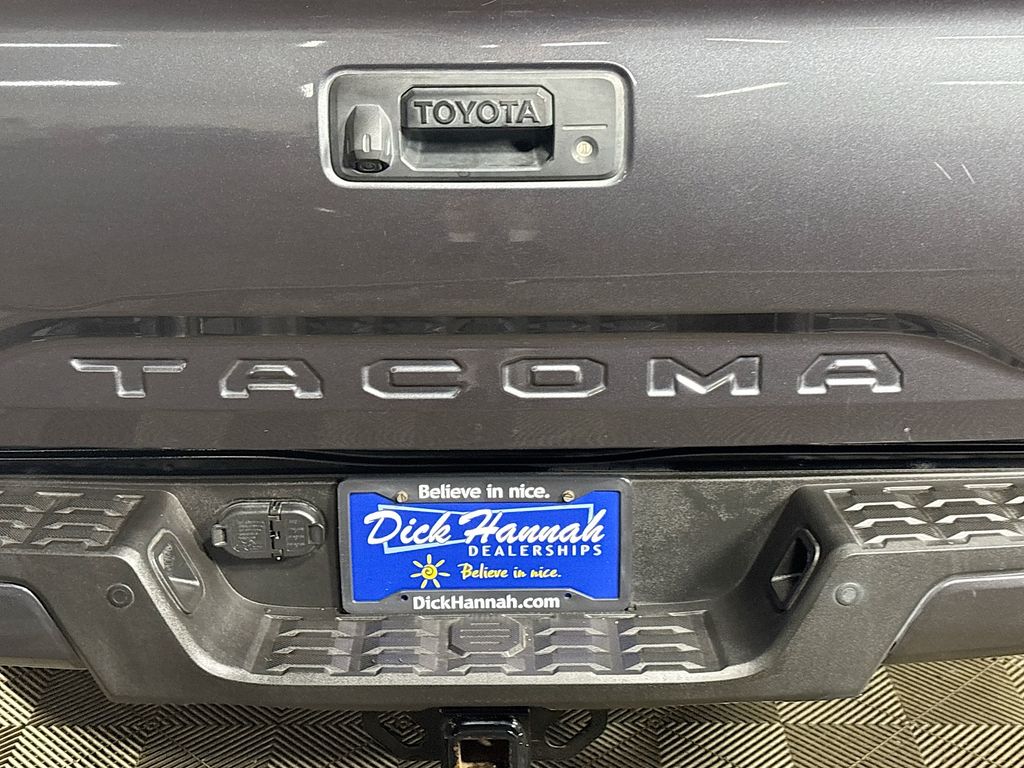 TOYOTA
TACOMA
Believe in nice.
Dick Hannah
DEALERSHIPS
Believe in nice.
DickHannah.com